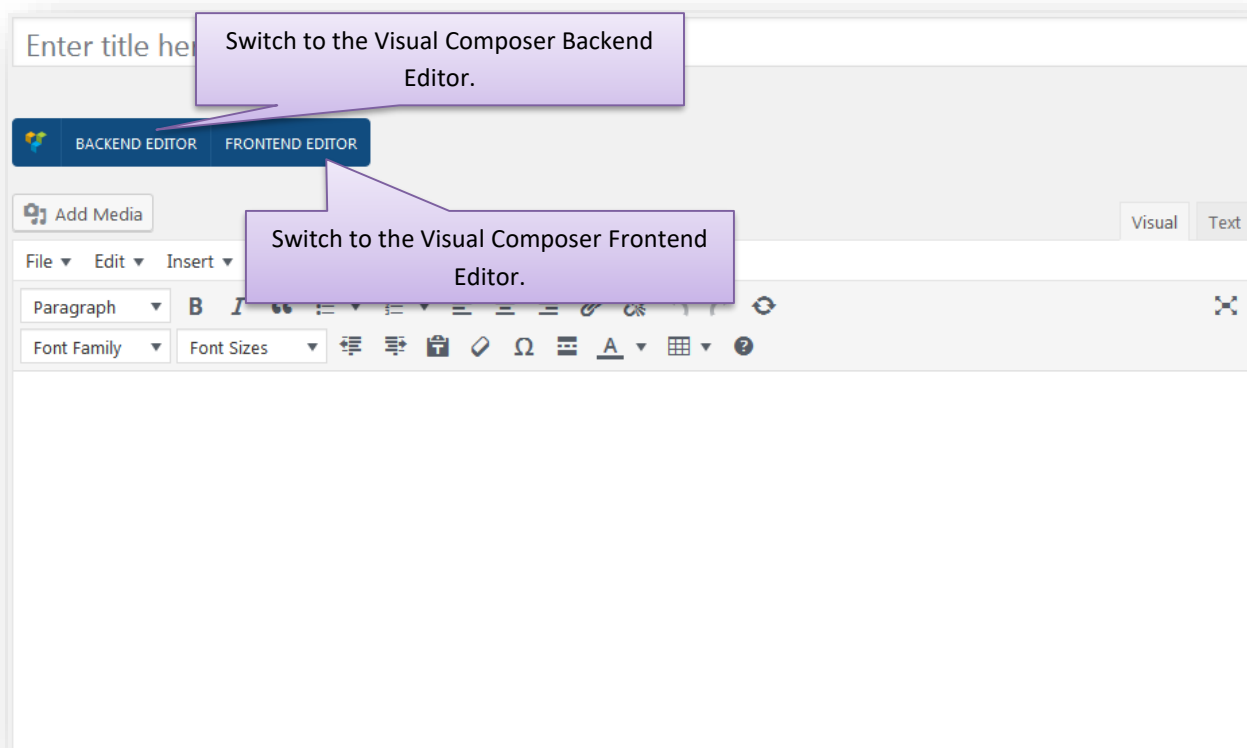 Enter title her
Switch to the Visual Composer Backend
Editor.
BACKEND EDITOR FRONTEND EDITOR
Add Media
Switch to the Visual Composer Frontend
Editor.
Visual Text
File Edit Insert
Paragraph B I
Font Family Font Sizes Ω A